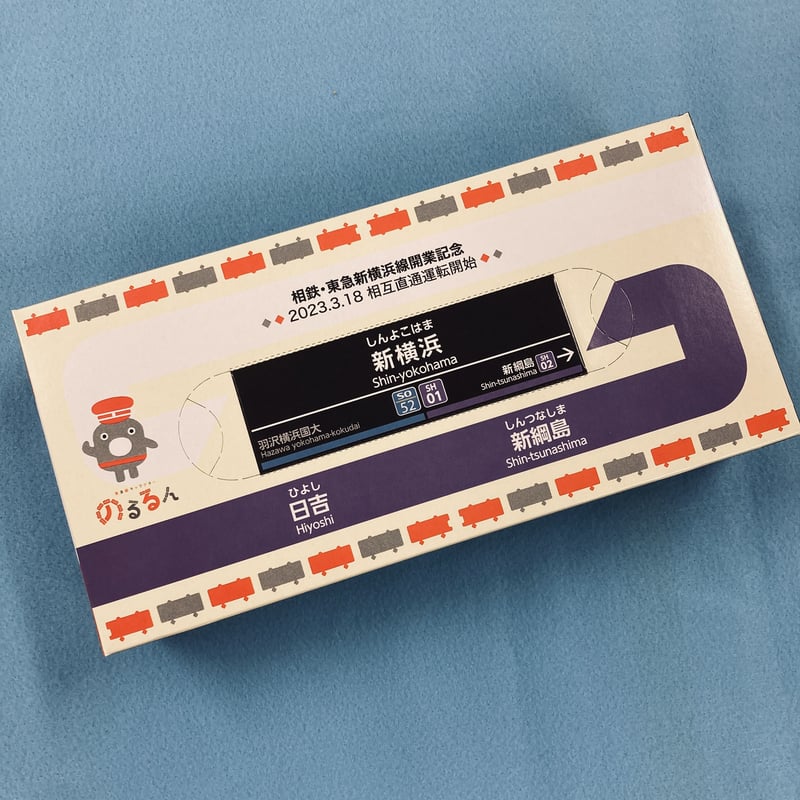 相鉄・東急新横浜線開業記念
2023.3.18 相互直通運転開始
しんよこはま
新横浜
Shin-yokohama
新綱島
Shin-tsunashima
SH
02
SO
52
SH
01
羽沢横浜国大
Hazawa yokohama-kokudai
しんつなしま
新綱島
Shin-tsunashima
ひよし
日吉
Hiyoshi
のるるん